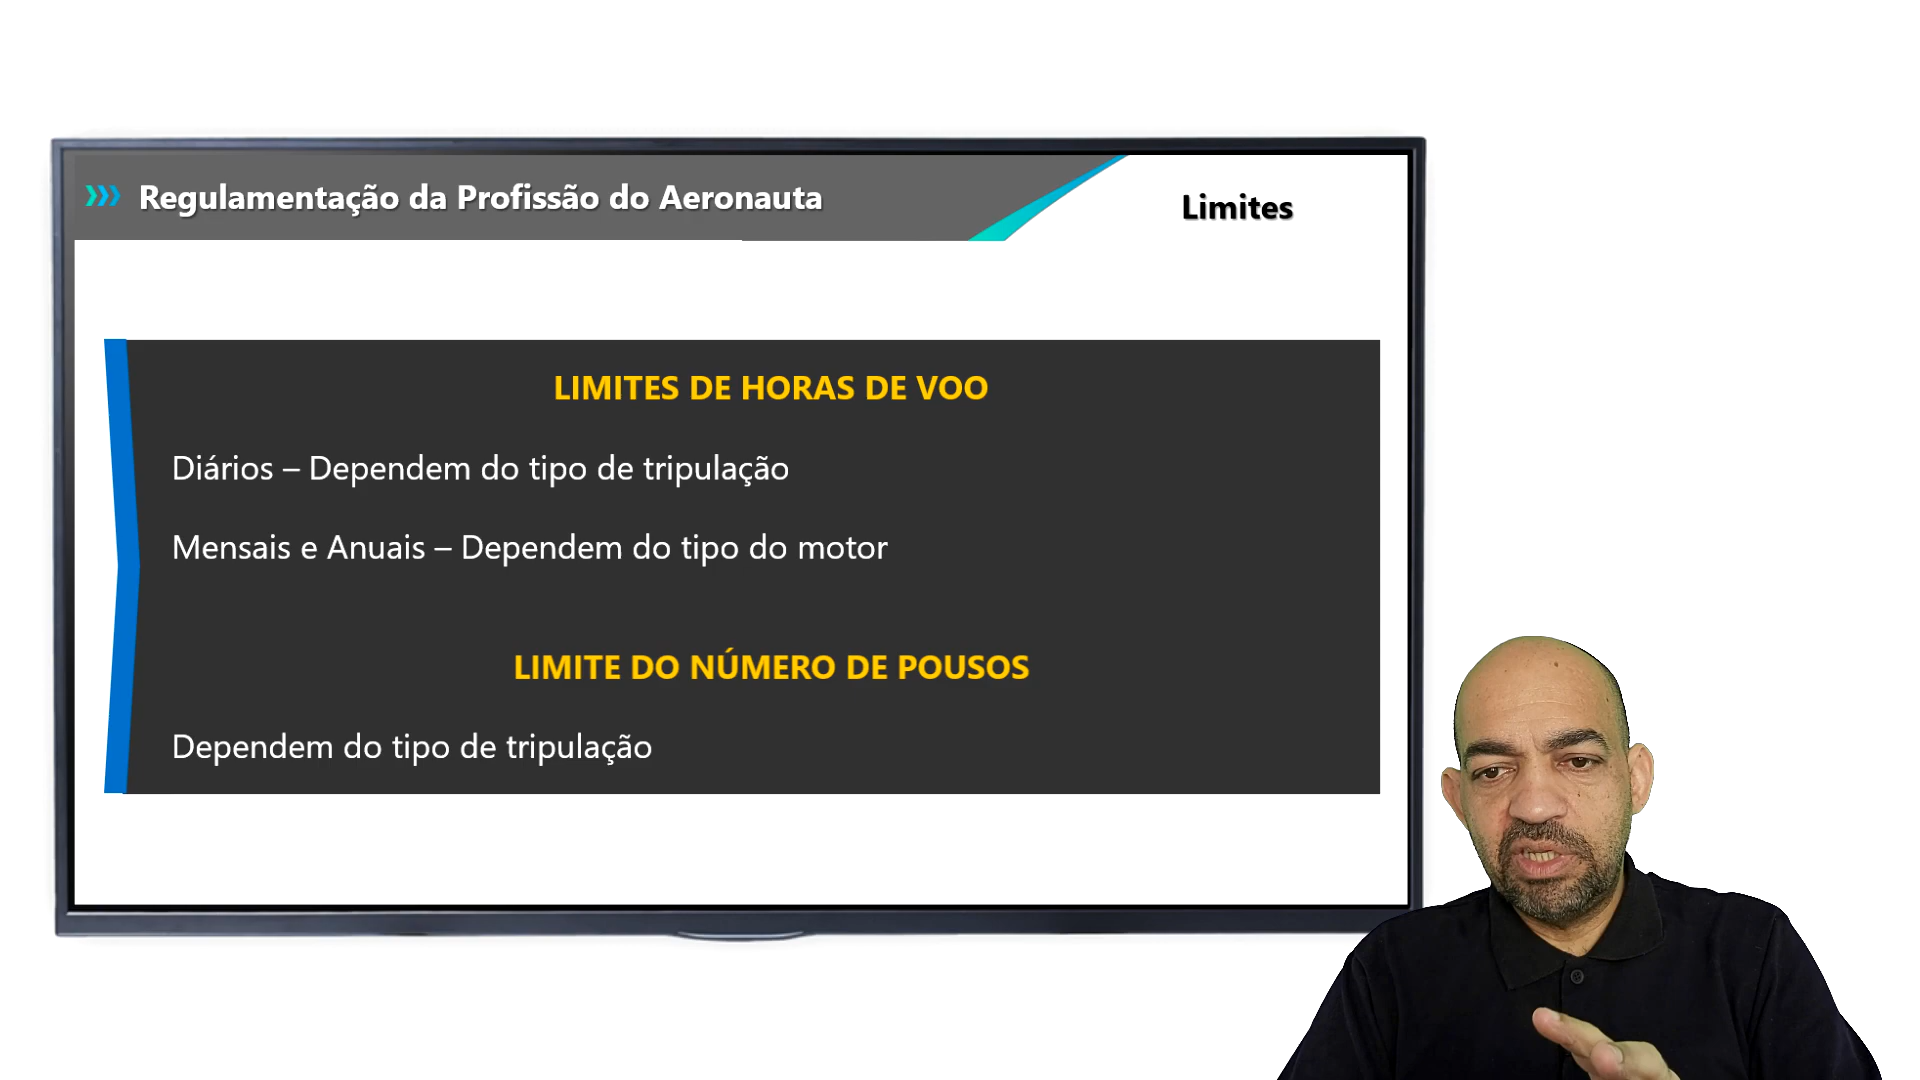 Regulamentação da Profissão do Aeronauta
Limites
LIMITES DE HORAS DE VOO
Diários – Dependem do tipo de tripulação
Mensais e Anuais – Dependem do tipo do motor
LIMITE DO NÚMERO DE POUSOS
Dependem do tipo de tripulação